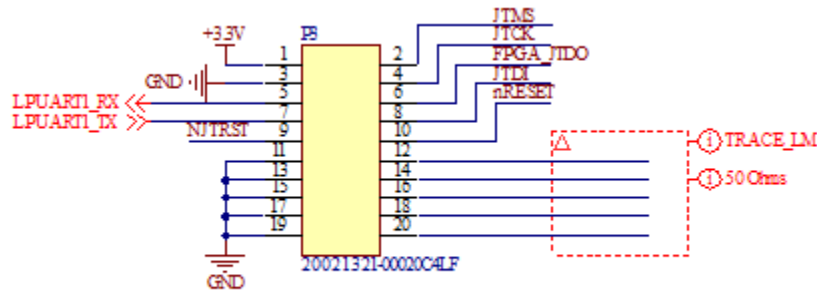 JTMS
+3.3V P3 JTCK
1 2 FPGA_JTDO
GND 3 4 JTDI
5 6 nRESET
LPUART1_RX 7 8
LPUART1_TX 9 10
NJTRST 11 12 TRACE_LM
13 14
15 16 50 Ohms
17 18
19 20
20021321-00020C4LF
GND